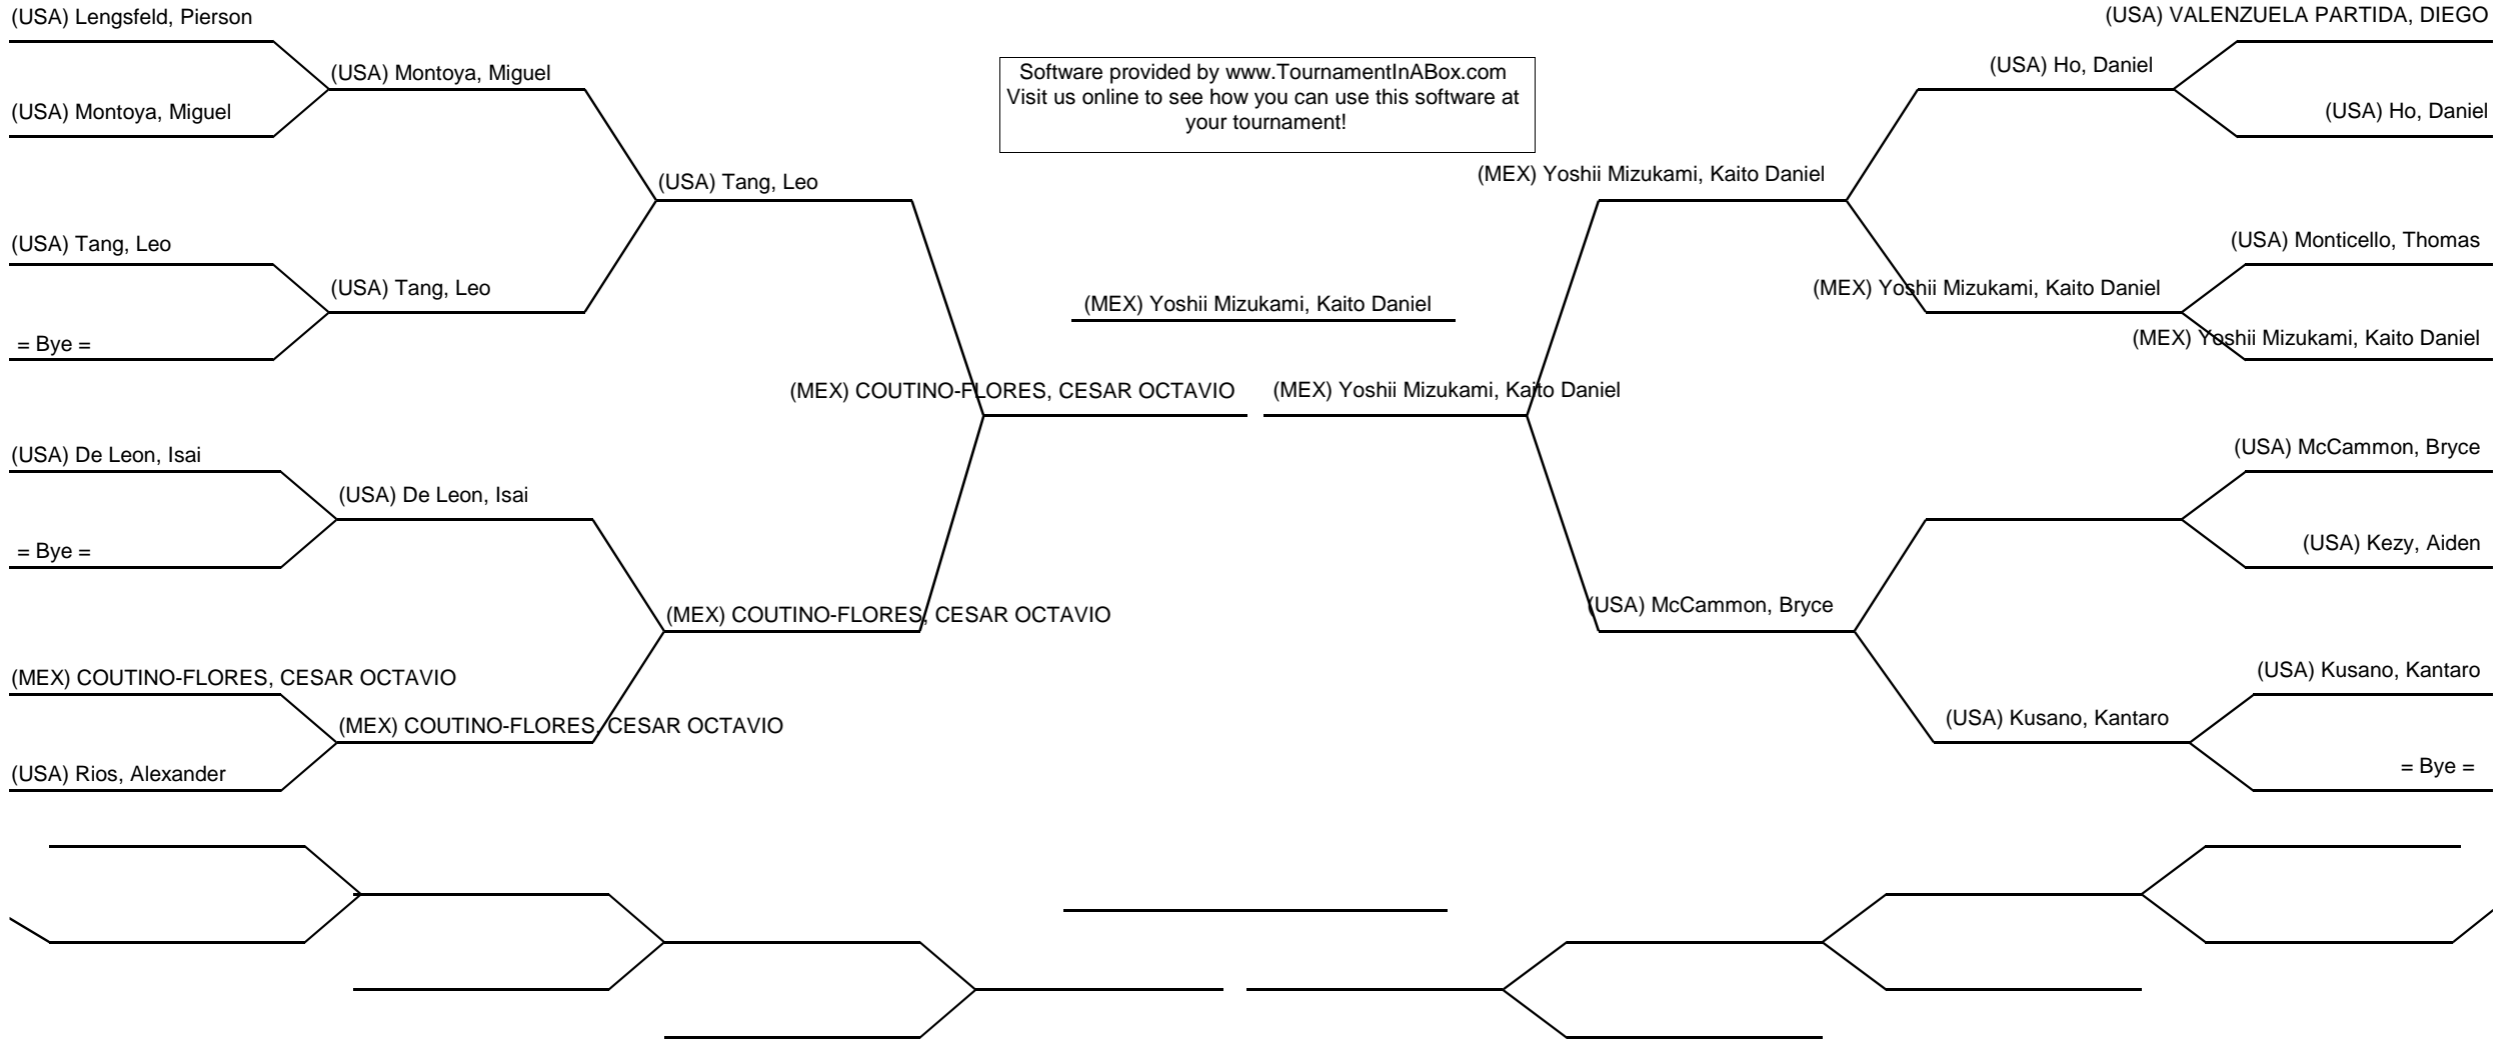 (USA) Lengsfeld, Pierson
(USA) Montoya, Miguel
(USA) Tang, Leo
= Bye =
(USA) De Leon, Isai
= Bye =
(MEX) COUTINO-FLORES, CESAR OCTAVIO
(USA) Rios, Alexander
(USA) Montoya, Miguel
(USA) Tang, Leo
(USA) De Leon, Isai
(MEX) COUTINO-FLORES, CESAR OCTAVIO
(USA) Tang, Leo
(MEX) COUTINO-FLORES, CESAR OCTAVIO
(MEX) COUTINO-FLORES, CESAR OCTAVIO
Software provided by www.TournamentInABox.com
Visit us online to see how you can use this software at
your tournament!
(MEX) Yoshii Mizukami, Kaito Daniel
(MEX) Yoshii Mizukami, Kaito Daniel
(MEX) Yoshii Mizukami, Kaito Daniel
(USA) McCammon, Bryce
(USA) Ho, Daniel
(MEX) Yoshii Mizukami, Kaito Daniel
(USA) Kusano, Kantaro
(USA) VALENZUELA PARTIDA, DIEGO
(USA) Ho, Daniel
(USA) Monticello, Thomas
(MEX) Yoshii Mizukami, Kaito Daniel
(USA) McCammon, Bryce
(USA) Kezy, Aiden
(USA) Kusano, Kantaro
= Bye =